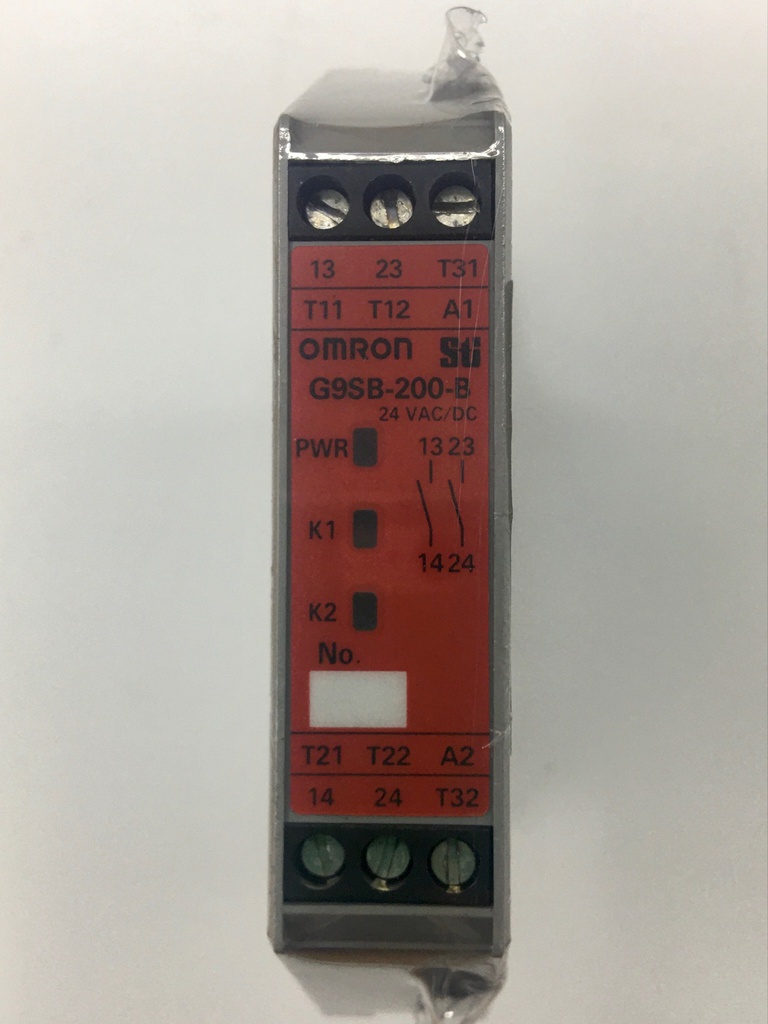 13 23 T31
T11 T12 A1
OMRON Sti
G9SB-200-B
24 VAC/DC
PWR 13 23
K1
14 24
K2
No.
T21 T22 A2
14 24 T32